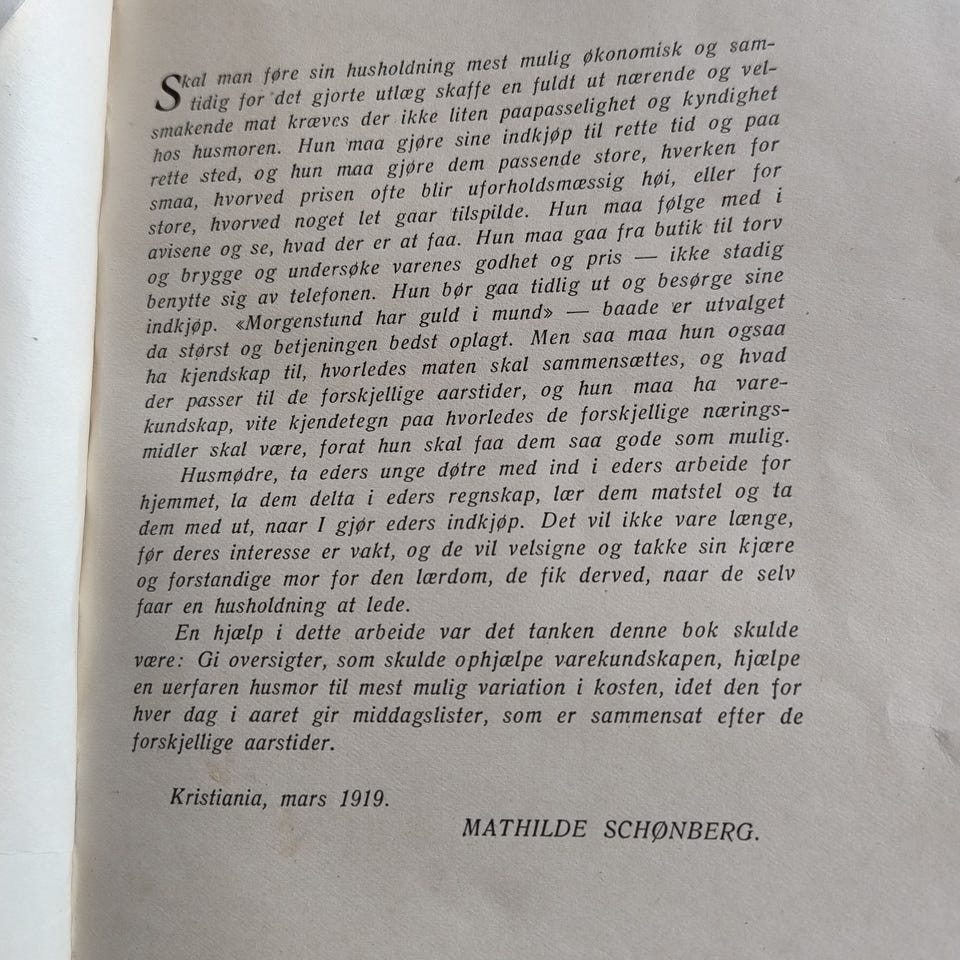 Skal man føre sin husholdning mest mulig økonomisk og sam-
tidig for det gjorte utlæg skaffe en fuldt ut nærende og vel-
smakende mat kræves der ikke liten paapasselighet og kyndighet
hos husmoren. Hun maa gjøre sine indkjøp til rette tid og paa
rette sted, og hun maa gjøre dem passende store, hverken for
smaa, hvorved prisen ofte blir uforholdsmæssig høi, eller for
store, hvorved noget let gaar tilspilde. Hun maa følge med i
avisene og se, hvad der er at faa. Hun maa gaa fra butik til torv
og brygge og undersøke varenes godhet og pris — ikke stadig
benytte sig av telefonen. Hun bør gaa tidlig ut og besørge sine
indkjøp. «Morgenstund har guld i mund» — baade er utvalget
da størst og betjeningen bedst oplagt. Men saa maa hun ogsaa
ha kjendskap til, hvorledes maten skal sammensættes, og hvad
der passer til de forskjellige aarstider, og hun maa ha vare-
kundskap, vite kjendetegn paa hvorledes de forskjellige nærings-
midler skal være, forat hun skal faa dem saa gode som mulig.
Husmødre, ta eders unge døtre med ind i eders arbeide for
hjemmet, la dem delta i eders regnskap, lær dem matstel og ta
dem med ut, naar I gjør eders indkjøp. Det vil ikke vare længe,
før deres interesse er vakt, og de vil velsigne og takke sin kjære
og forstandige mor for den lærdom, de fik derved, naar de selv
faar en husholdning at lede.
En hjælp i dette arbeide var det tanken denne bok skulde
være: Gi oversigter, som skulde ophjælpe varekundskapen, hjælpe
en uerfaren husmor til mest mulig variation i kosten, idet den for
hver dag i aaret gir middagslister, som er sammensat efter de
forskjellige aarstider.
Kristiania, mars 1919.
MATHILDE SCHØNBERG.